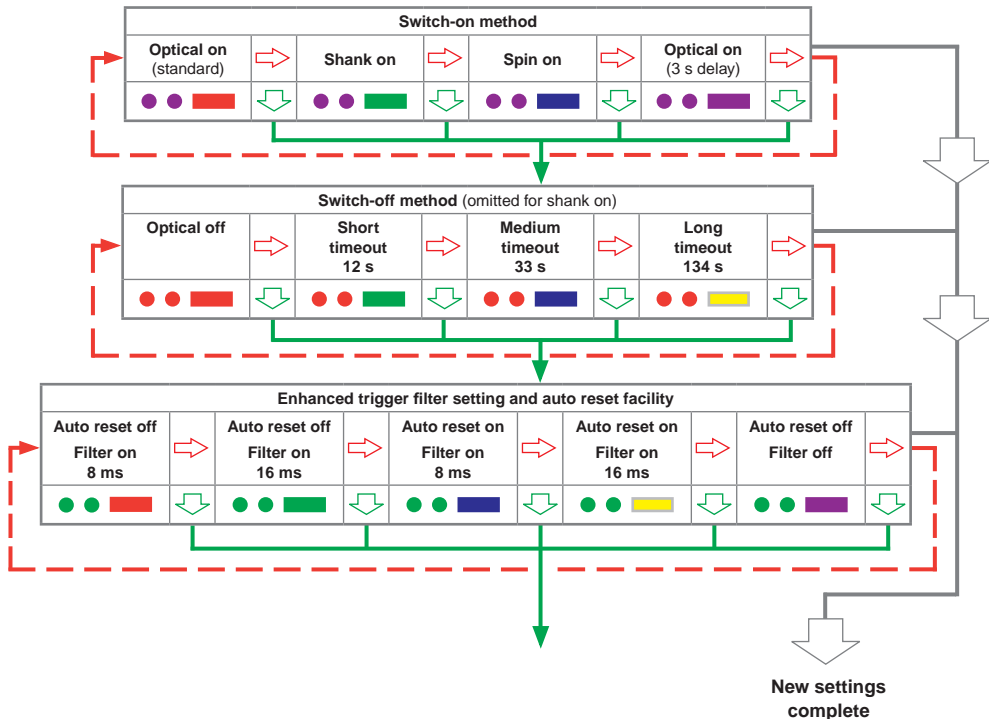 Switch-on method
Optical on
(standard)
Shank on
Spin on
Optical on
(3 s delay)
Switch-off method (omitted for shank on)
Optical off
Short
timeout
12 s
Medium
timeout
33 s
Long
timeout
134 s
Enhanced trigger filter setting and auto reset facility
Auto reset off
Filter on
8 ms
Auto reset off
Filter on
16 ms
Auto reset on
Filter on
8 ms
Auto reset on
Filter on
16 ms
Auto reset off
Filter off
New settings
complete